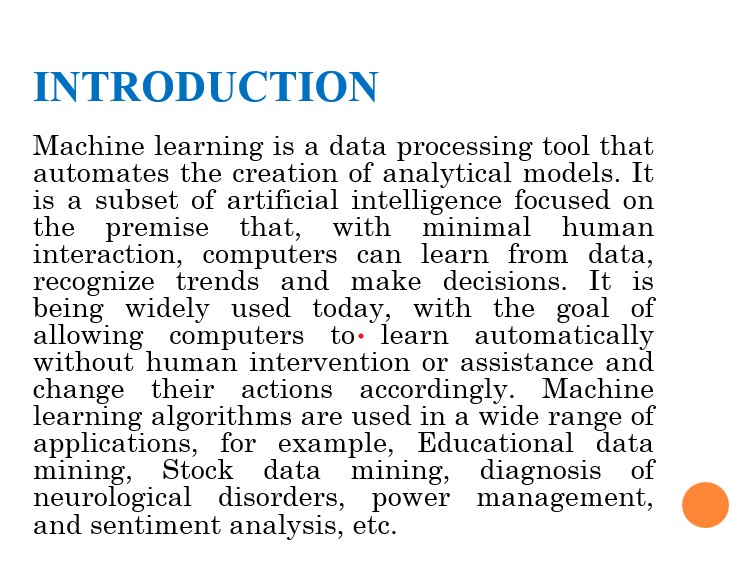 INTRODUCTION
Machine learning is a data processing tool that
automates the creation of analytical models. It
is a subset of artificial intelligence focused on
the premise that, with minimal human
interaction, computers can learn from data,
recognize trends and make decisions. It is
being widely used today, with the goal of
allowing computers to learn automatically
without human intervention or assistance and
change their actions accordingly. Machine
learning algorithms are used in a wide range of
applications, for example, Educational data
mining, Stock data mining, diagnosis of
neurological disorders, power management,
and sentiment analysis, etc.